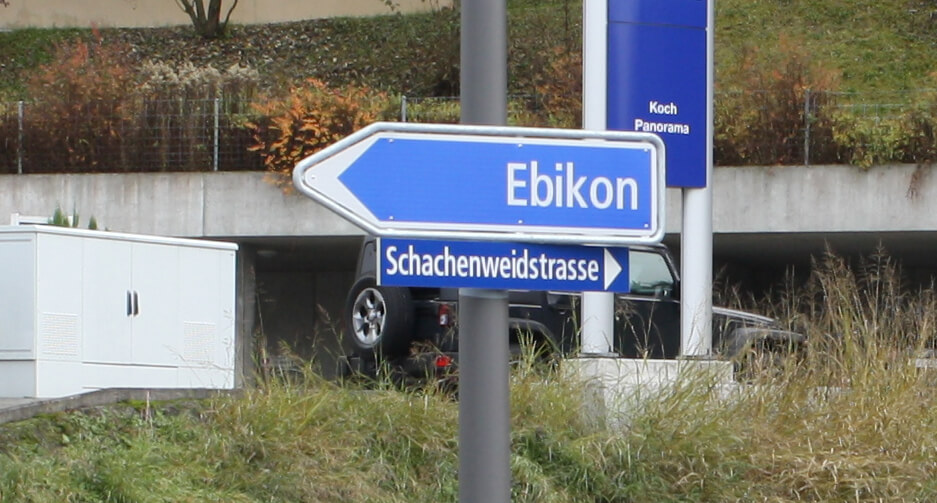 Koch
Panorama
Ebikon
Schachenweidstrasse